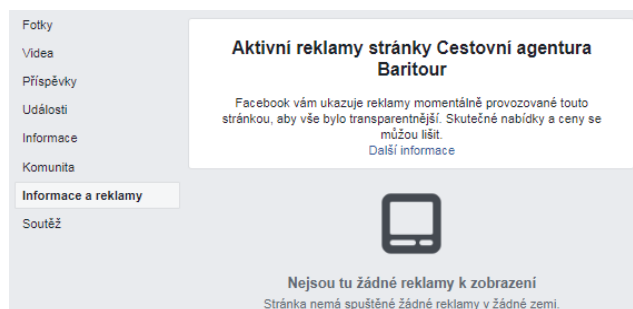 Fotky
Videa
Příspěvky
Události
Informace
Komunita
Informace a reklamy
Soutěž
Aktivní reklamy stránky Cestovní agentura
Baritour
Facebook vám ukazuje reklamy momentálně provozované touto
stránkou, aby vše bylo transparentnější. Skutečné nabídky a ceny se
můžou lišit.
Další informace
Nejsou tu žádné reklamy k zobrazení
Stránka nemá spuštěné žádné reklamy v žádné zemi.